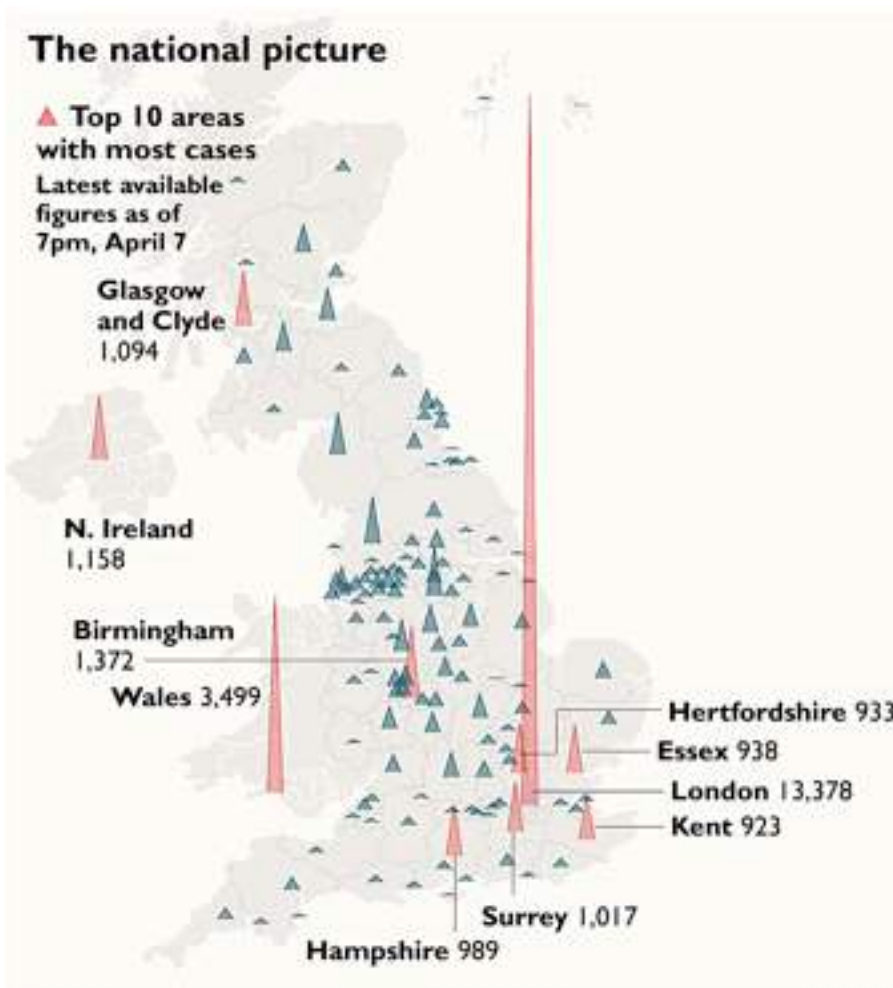 The national picture
Top 10 areas
with most cases
Latest available
figures as of
7pm, April 7
Glasgow
and Clyde
1,094
N. Ireland
1,158
Birmingham
1,372
Wales 3,499
Hertfordshire 933
Essex 938
London 13,378
Kent 923
Surrey 1,017
Hampshire 989